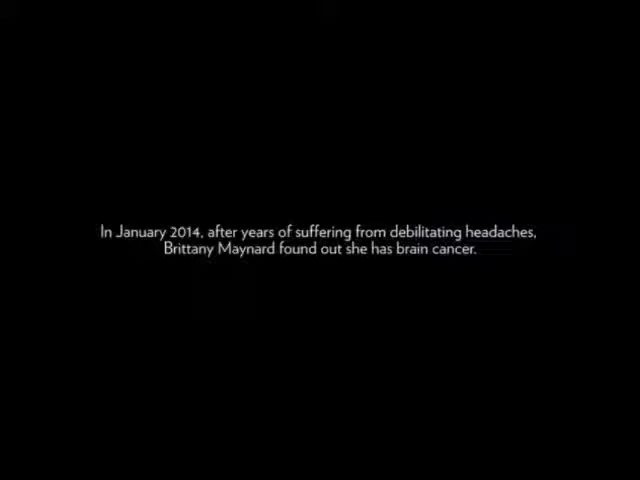 In January 2014, after years of suffering from debilitating headaches,
Brittany Maynard found out she has brain cancer.